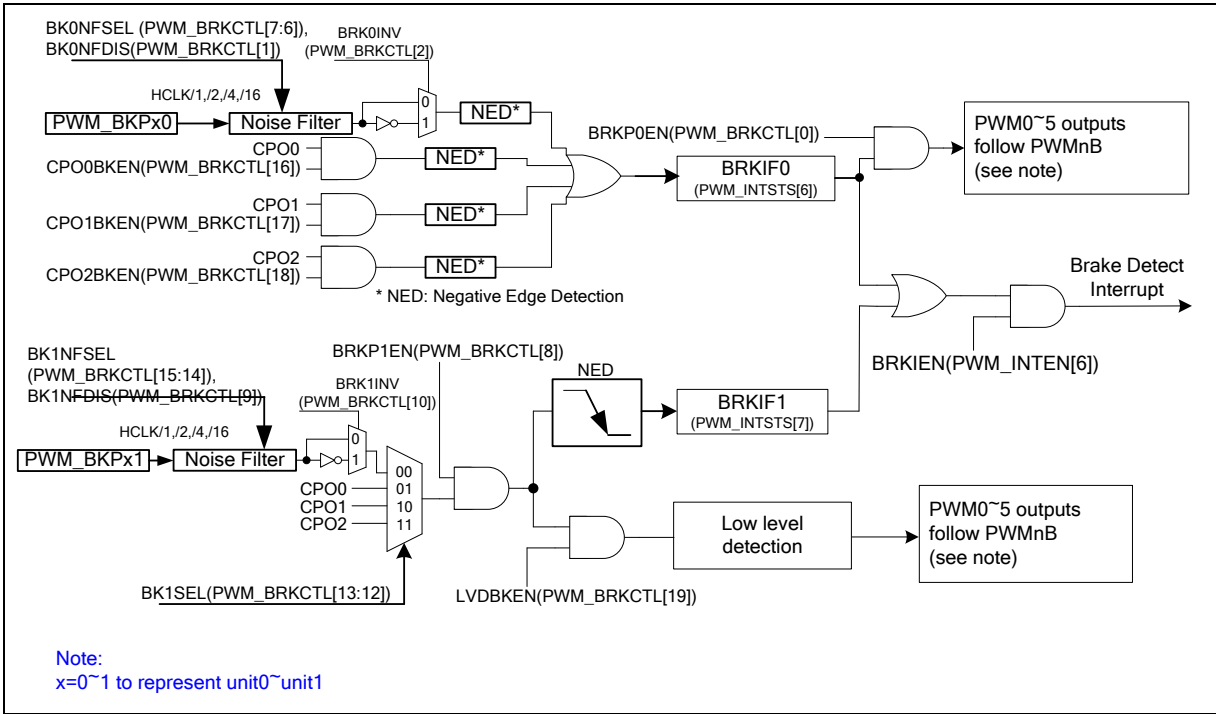 BK0NFSEL (PWM_BRKCTL[7:6]),
BK0NFDIS(PWM_BRKCTL[1])
BRK0INV
(PWM_BRKCTL[2])
HCLK/1,/2,/4,/16
PWM_BKPx0
Noise Filter
0
1
NED*
CPO0
CPO0BKEN(PWM_BRKCTL[16])
NED*
CPO1
CPO1BKEN(PWM_BRKCTL[17])
NED*
CPO2
CPO2BKEN(PWM_BRKCTL[18])
NED*
* NED: Negative Edge Detection
BRKP0EN(PWM_BRKCTL[0])
BRKIF0
(PWM_INTSTS[6])
PWM0~5 outputs
follow PWMnB
(see note)
Brake Detect
Interrupt
BRKIEN(PWM_INTEN[6])
BK1NFSEL
(PWM_BRKCTL[15:14]),
BK1NFDIS(PWM_BRKCTL[9])
BRKP1EN(PWM_BRKCTL[8])
BRK1INV
(PWM_BRKCTL[10])
HCLK/1,/2,/4,/16
PWM_BKPx1
Noise Filter
0
1
00
CPO0
01
CPO1
10
CPO2
11
BK1SEL(PWM_BRKCTL[13:12])
NED
BRKIF1
(PWM_INTSTS[7])
LVDBKEN(PWM_BRKCTL[19])
Low level
detection
PWM0~5 outputs
follow PWMnB
(see note)
Note:
x=0~1 to represent unit0~unit1